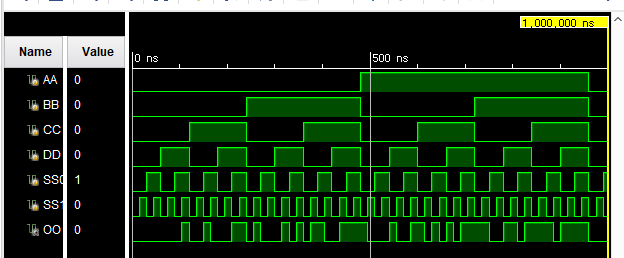 1,000,000 ns
Name Value
0 ns 500 ns
AA 0
BB 0
CC 0
DD 0
SS0 1
SS1 0
OO 0